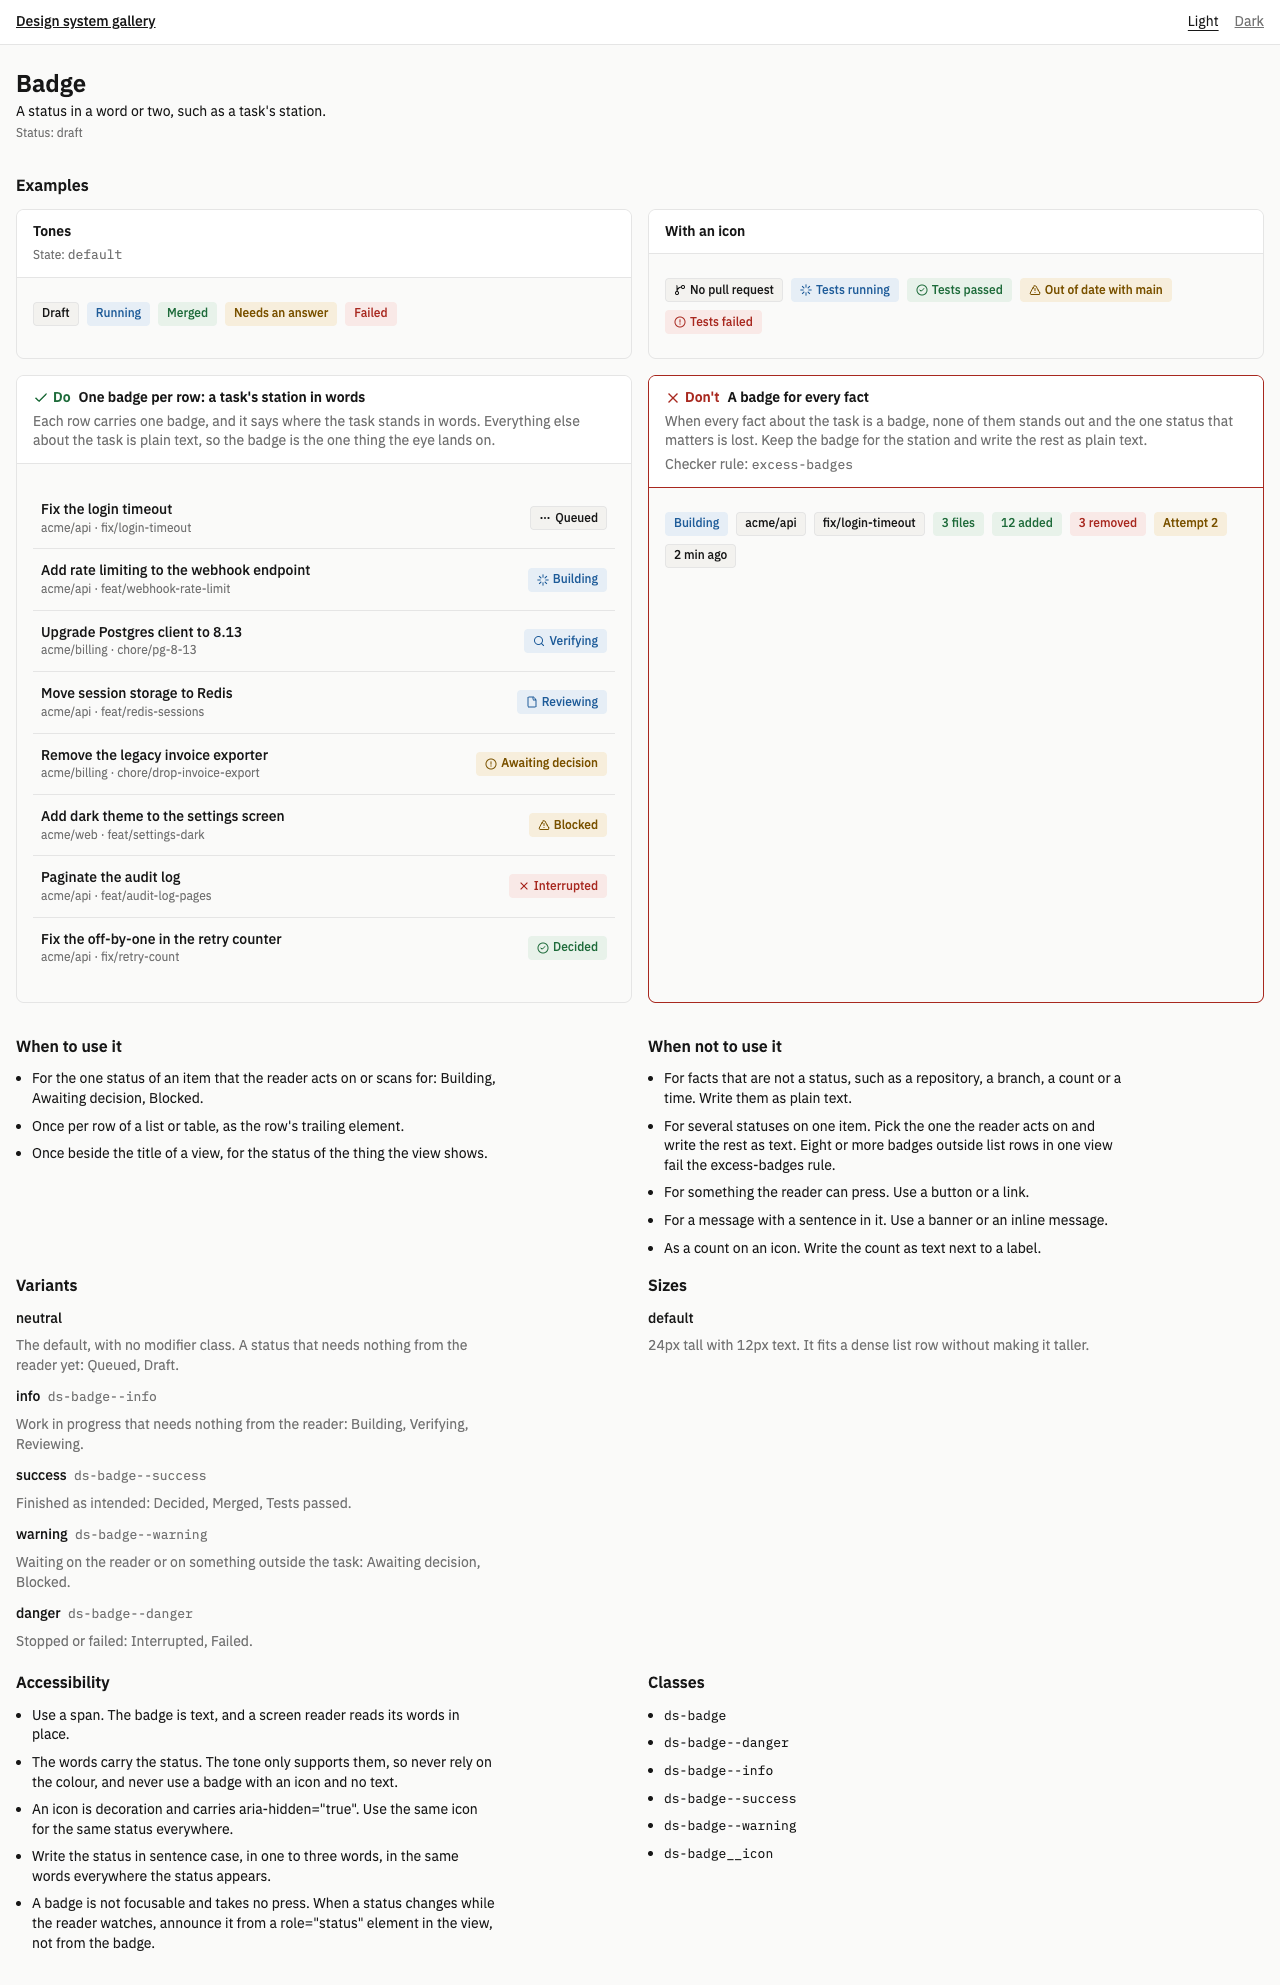 Design system gallery
Light Dark
Badge
A status in a word or two, such as a task's station.
Status: draft
Examples
Tones
State: default
Draft Running Merged Needs an answer Failed
With an icon
No pull request Tests running Tests passed Out of date with main
Tests failed
Do One badge per row: a task's station in words
Each row carries one badge, and it says where the task stands in words. Everything else
about the task is plain text, so the badge is the one thing the eye lands on.
Fix the login timeout
acme/api · fix/login-timeout
Queued
Add rate limiting to the webhook endpoint
acme/api · feat/webhook-rate-limit
Building
Upgrade Postgres client to 8.13
acme/billing · chore/pg-8-13
Verifying
Move session storage to Redis
acme/api · feat/redis-sessions
Reviewing
Remove the legacy invoice exporter
acme/billing · chore/drop-invoice-export
Awaiting decision
Add dark theme to the settings screen
acme/web · feat/settings-dark
Blocked
Paginate the audit log
acme/api · feat/audit-log-pages
Interrupted
Fix the off-by-one in the retry counter
acme/api · fix/retry-count
Decided
Don't A badge for every fact
When every fact about the task is a badge, none of them stands out and the one status that
matters is lost. Keep the badge for the station and write the rest as plain text.
Checker rule: excess-badges
Building acme/api fix/login-timeout 3 files 12 added 3 removed Attempt 2
2 min ago
When to use it
For the one status of an item that the reader acts on or scans for: Building,
Awaiting decision, Blocked.
Once per row of a list or table, as the row's trailing element.
Once beside the title of a view, for the status of the thing the view shows.
When not to use it
For facts that are not a status, such as a repository, a branch, a count or a
time. Write them as plain text.
For several statuses on one item. Pick the one the reader acts on and
write the rest as text. Eight or more badges outside list rows in one view
fail the excess-badges rule.
For something the reader can press. Use a button or a link.
For a message with a sentence in it. Use a banner or an inline message.
As a count on an icon. Write the count as text next to a label.
Variants
neutral
The default, with no modifier class. A status that needs nothing from the
reader yet: Queued, Draft.
info ds-badge--info
Work in progress that needs nothing from the reader: Building, Verifying,
Reviewing.
success ds-badge--success
Finished as intended: Decided, Merged, Tests passed.
warning ds-badge--warning
Waiting on the reader or on something outside the task: Awaiting decision,
Blocked.
danger ds-badge--danger
Stopped or failed: Interrupted, Failed.
Sizes
default
24px tall with 12px text. It fits a dense list row without making it taller.
Accessibility
Use a span. The badge is text, and a screen reader reads its words in
place.
The words carry the status. The tone only supports them, so never rely on
the colour, and never use a badge with an icon and no text.
An icon is decoration and carries aria-hidden="true". Use the same icon
for the same status everywhere.
Write the status in sentence case, in one to three words, in the same
words everywhere the status appears.
A badge is not focusable and takes no press. When a status changes while
the reader watches, announce it from a role="status" element in the view,
not from the badge.
Classes
ds-badge
ds-badge--danger
ds-badge--info
ds-badge--success
ds-badge--warning
ds-badge__icon